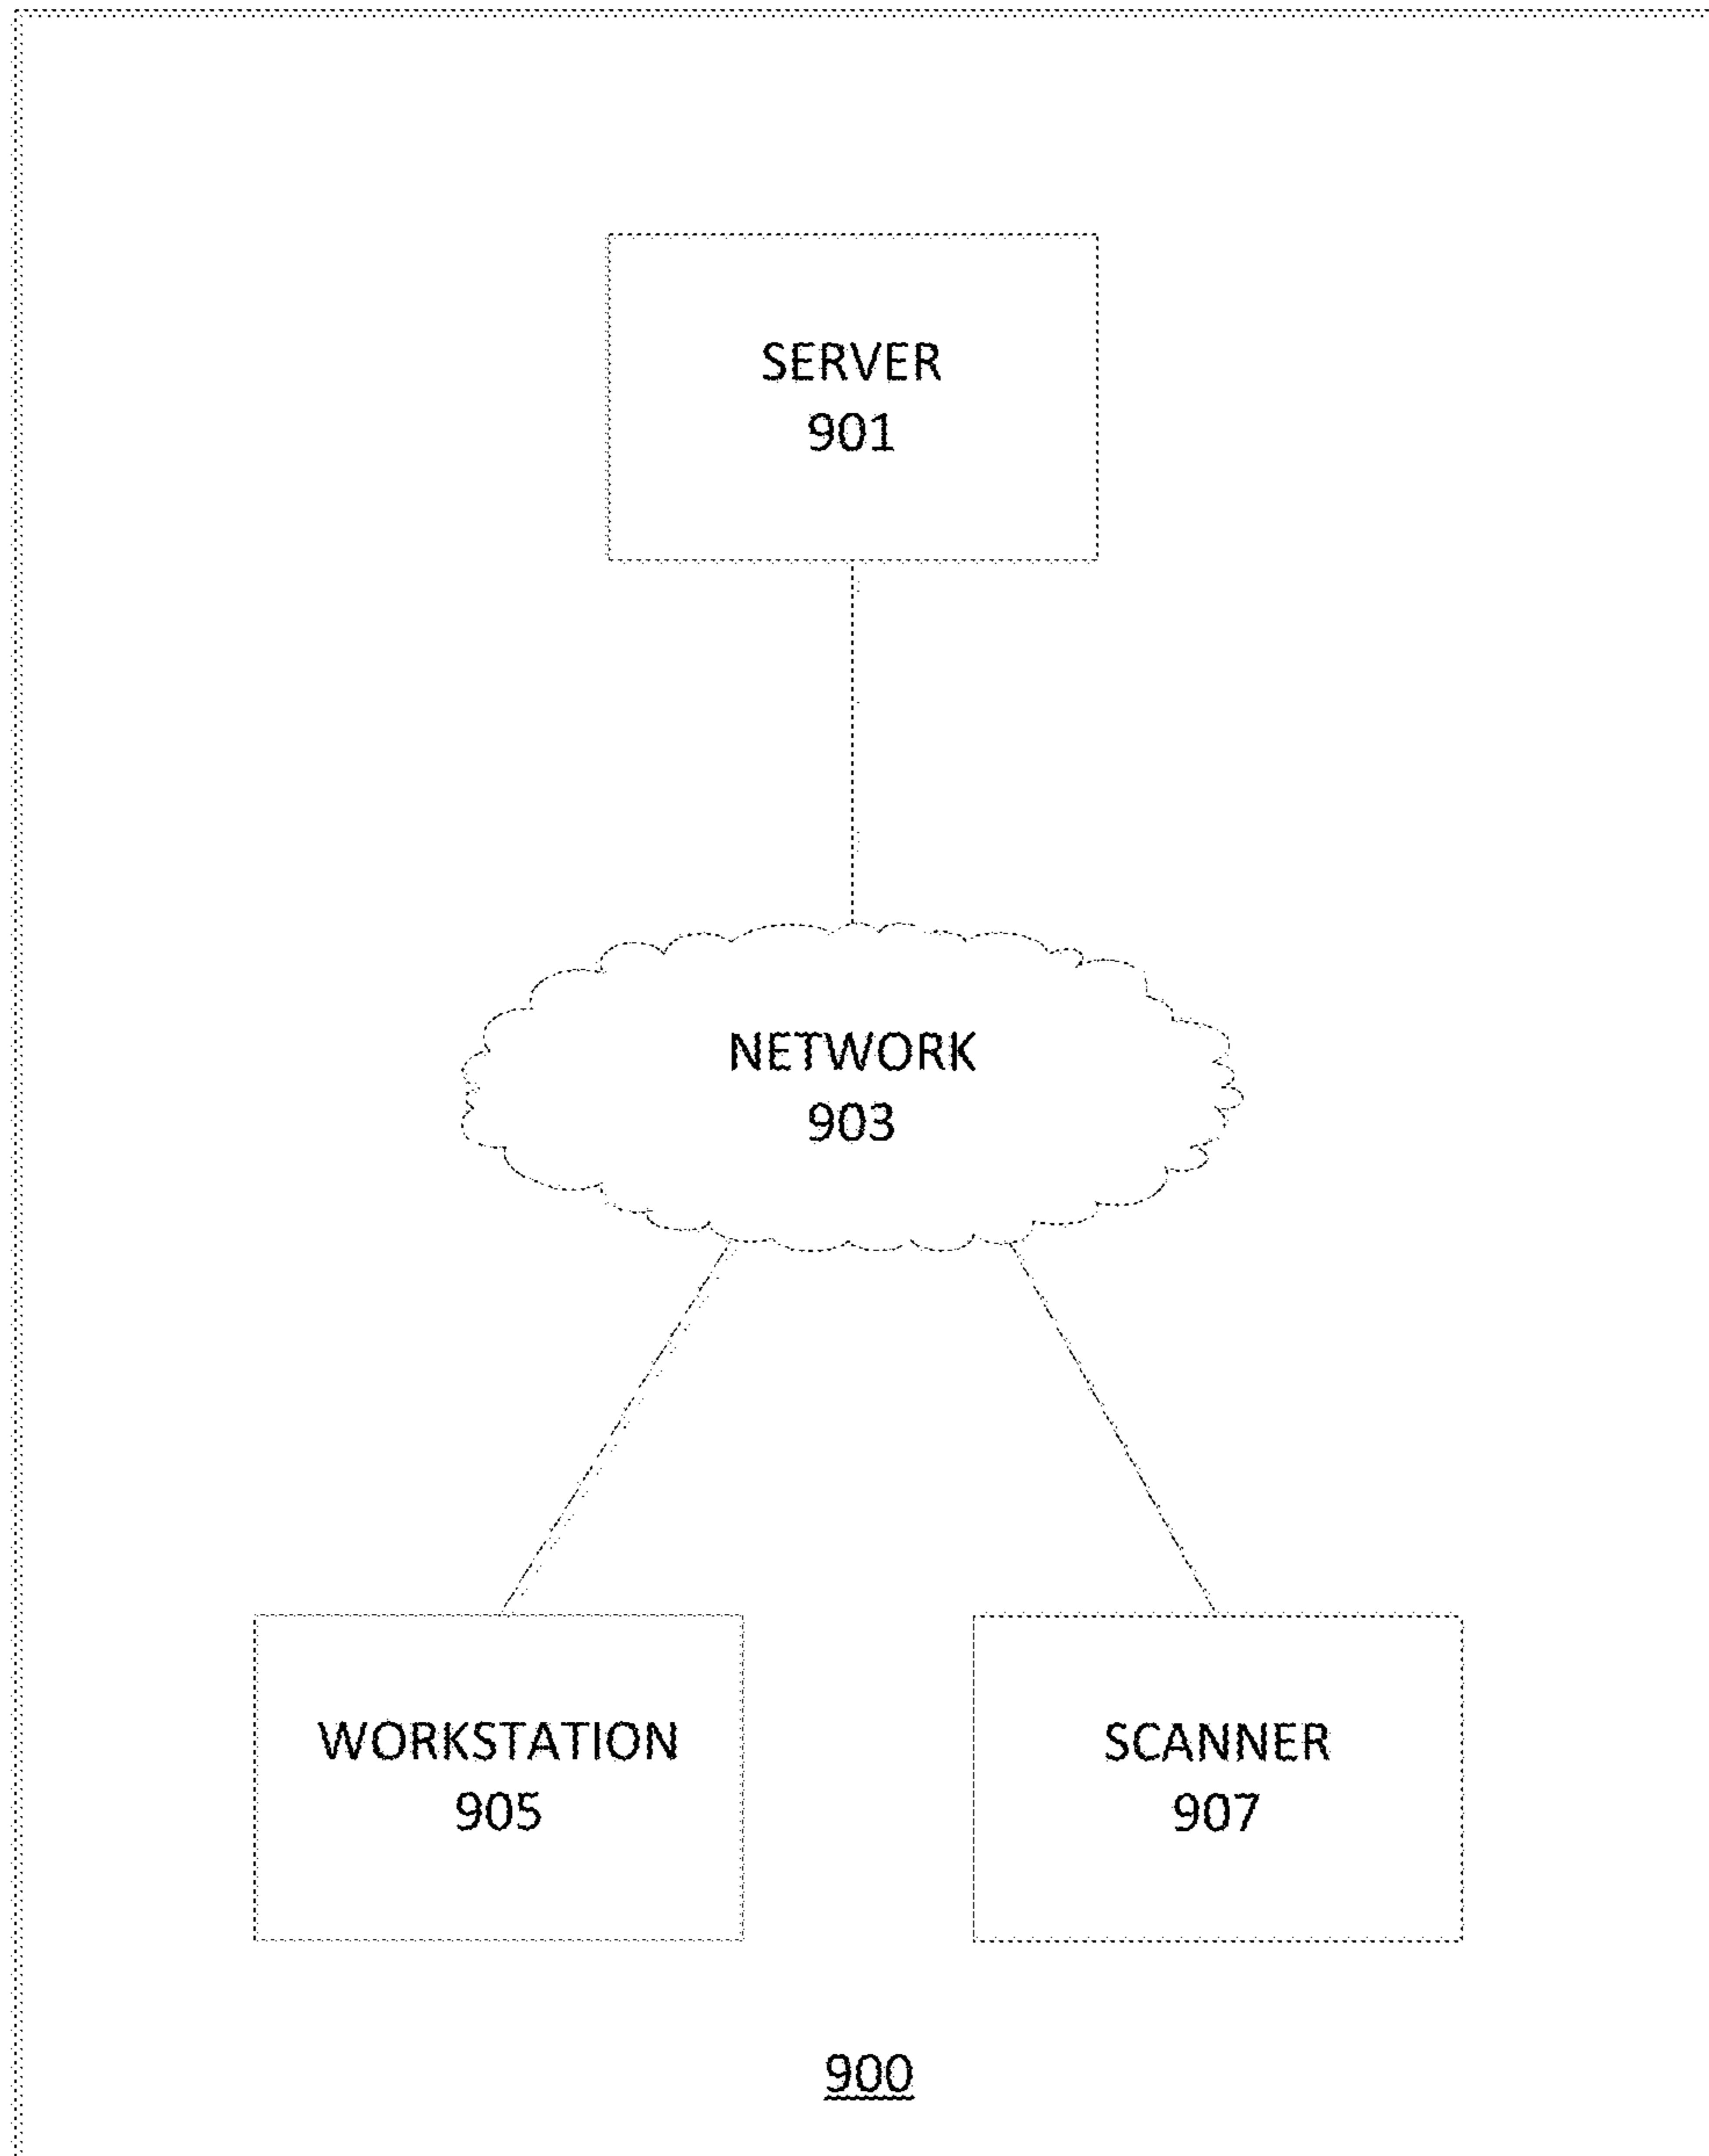 SERVER
901
NETWORK
903
WORKSTATION
905
SCANNER
907
900